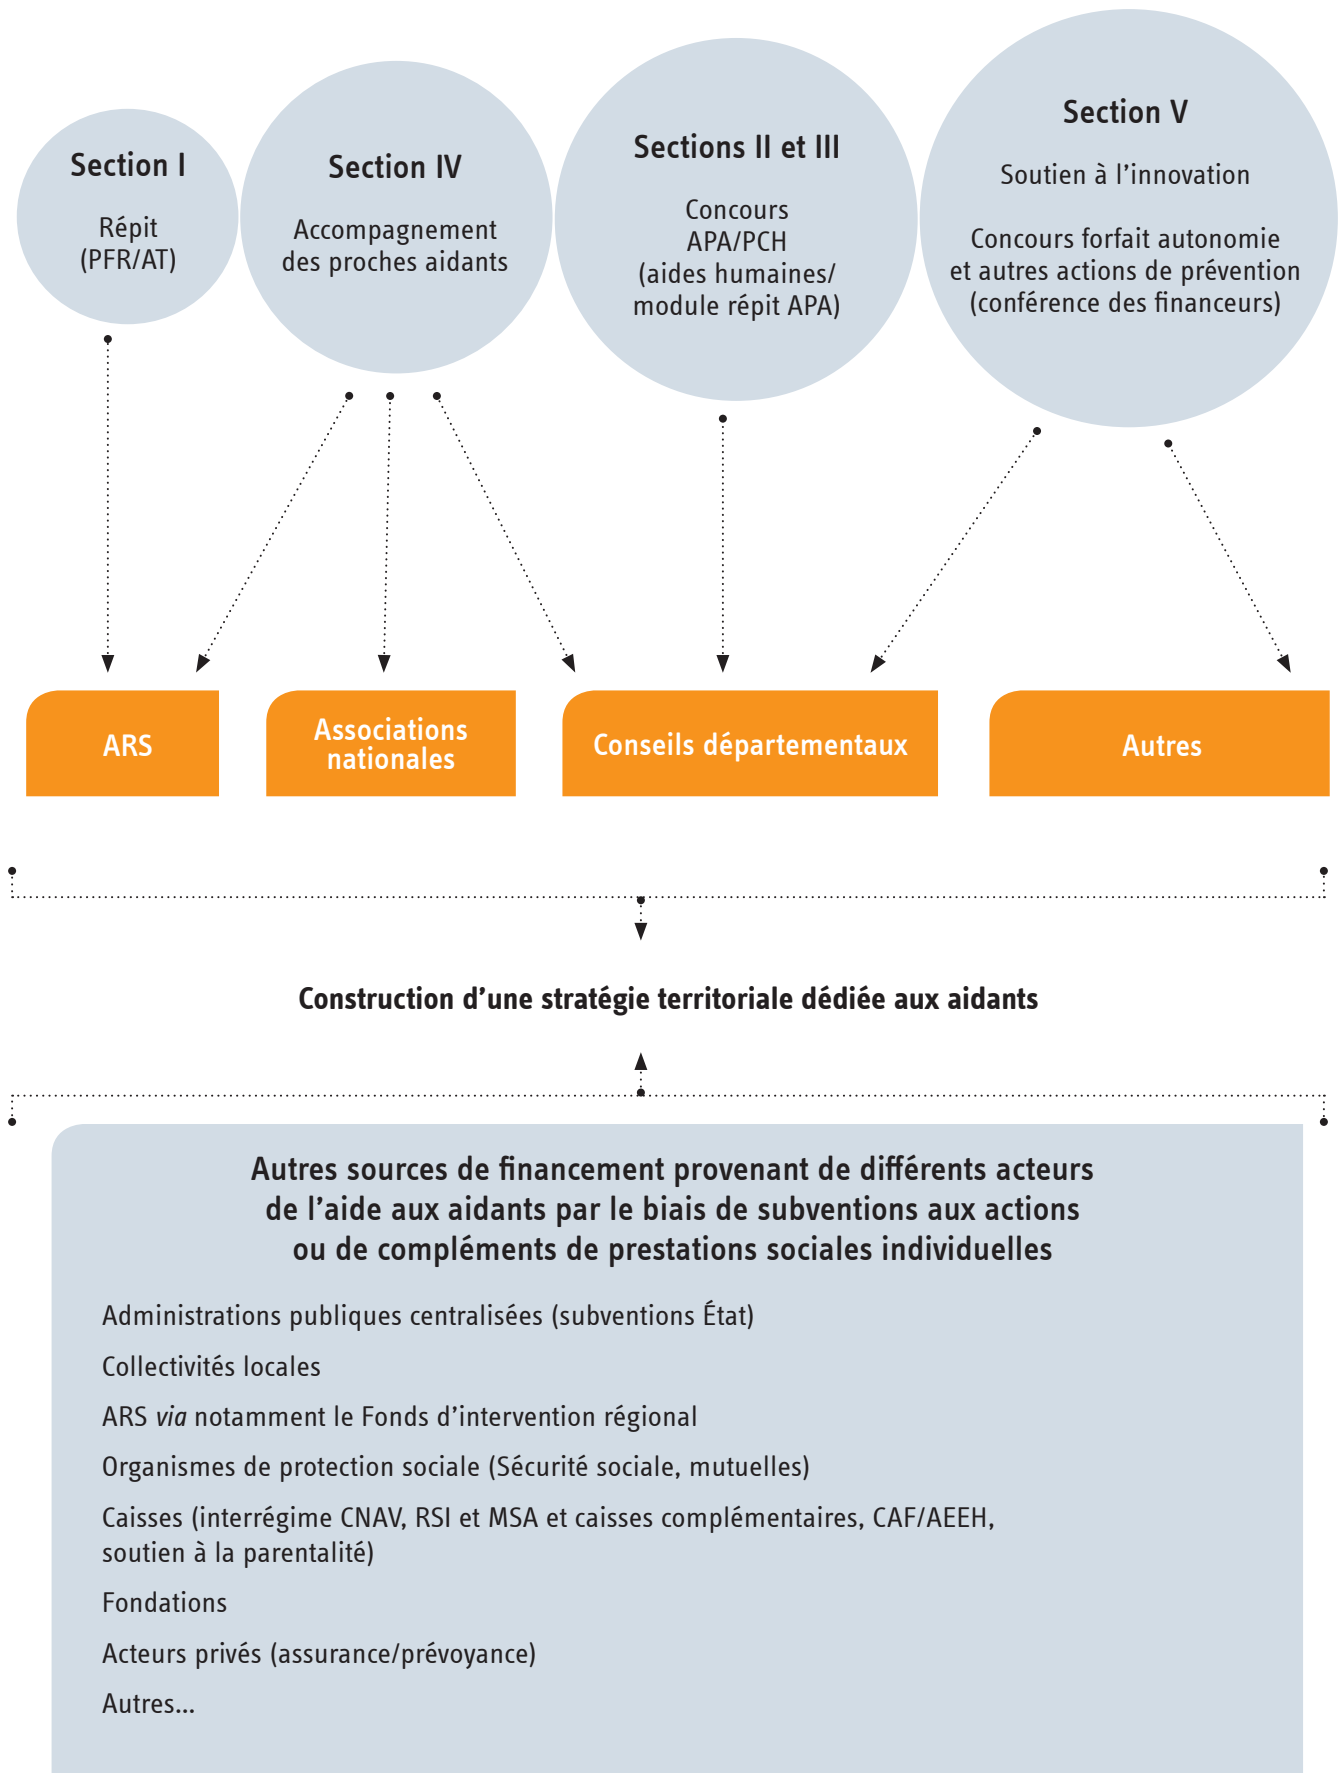 Section I
Répit
(PFR/AT)
Section IV
Accompagnement
des proches aidants
Sections II et III
Concours
APA/PCH
(aides humaines/
module répit APA)
Section V
Soutien à l’innovation
Concours forfait autonomie
et autres actions de prévention
(conférence des financeurs)
ARS
Associations
nationales
Conseils départementaux
Autres
Construction d’une stratégie territoriale dédiée aux aidants
Autres sources de financement provenant de différents acteurs
de l’aide aux aidants par le biais de subventions aux actions
ou de compléments de prestations sociales individuelles
Administrations publiques centralisées (subventions État)
Collectivités locales
ARS via notamment le Fonds d’intervention régional
Organismes de protection sociale (Sécurité sociale, mutuelles)
Caisses (interrégime CNAV, RSI et MSA et caisses complémentaires, CAF/AEEH,
soutien à la parentalité)
Fondations
Acteurs privés (assurance/prévoyance)
Autres...